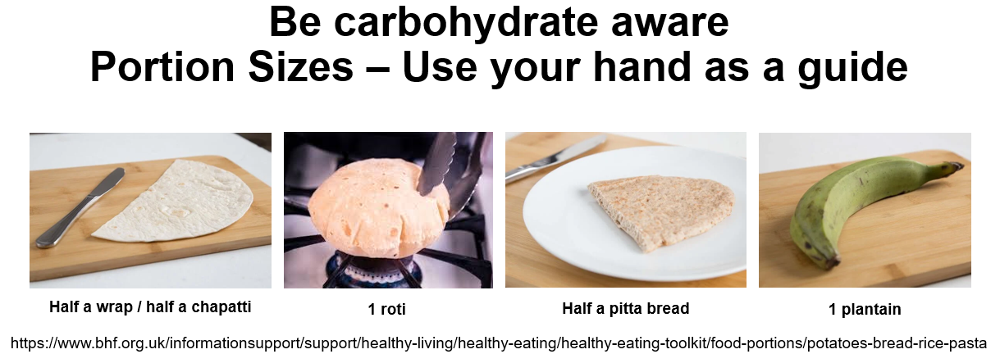 Be carbohydrate aware
Portion Sizes – Use your hand as a guide
Half a wrap / half a chapatti
1 roti
Half a pitta bread
1 plantain
https://www.bhf.org.uk/informationsupport/support/healthy-living/healthy-eating/healthy-eating-toolkit/food-portions/potatoes-bread-rice-pasta